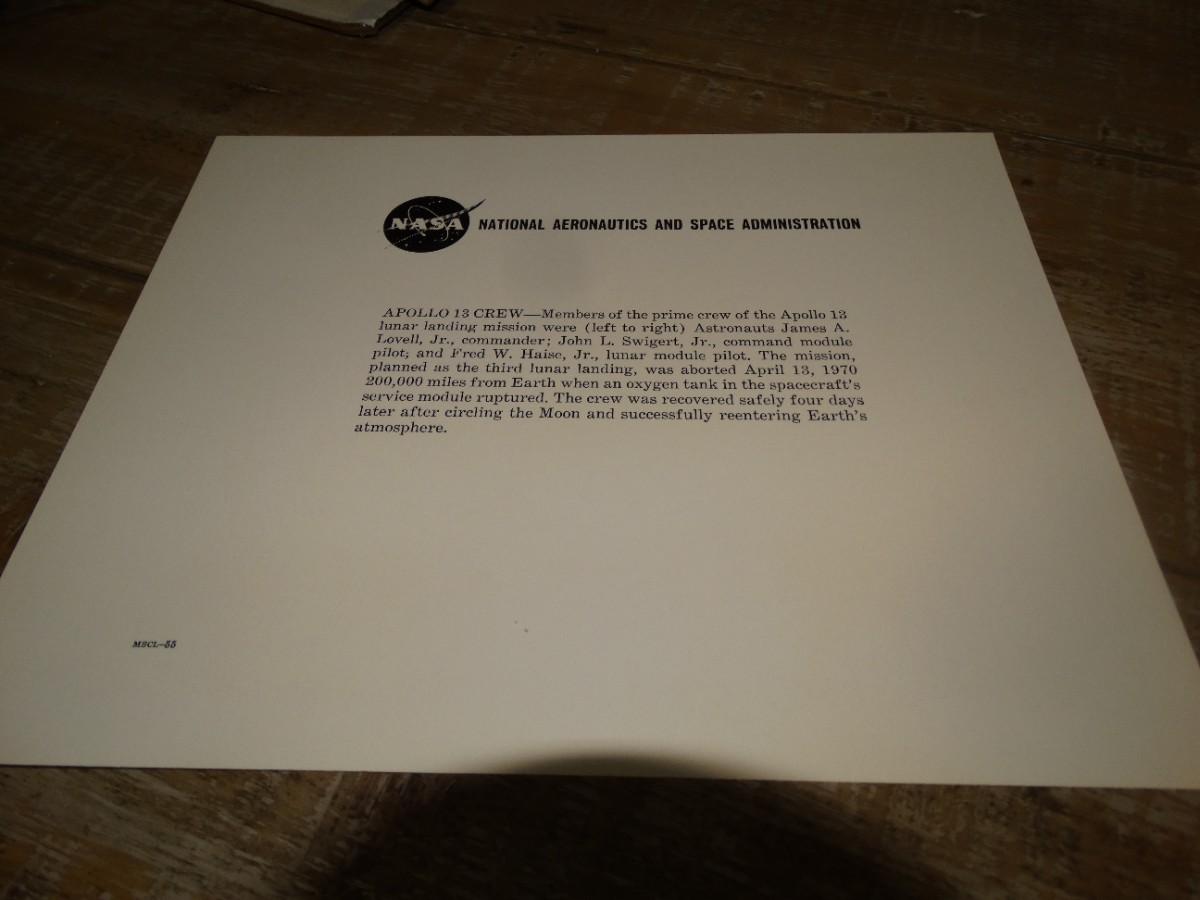 NASA NATIONAL AERONAUTICS AND SPACE ADMINISTRATION
APOLLO 13 CREW—Members of the prime crew of the Apollo 13
lunar landing mission were (left to right) Astronauts James A.
Lovell, Jr., commander; John L. Swigert, Jr., command module
pilot; and Fred W. Haise, Jr., lunar module pilot. The mission,
planned as the third lunar landing, was aborted April 13, 1970
200,000 miles from Earth when an oxygen tank in the spacecraft's
service module ruptured. The crew was recovered safely four days
later after circling the Moon and successfully reentering Earth's
atmosphere.
MSCL-55